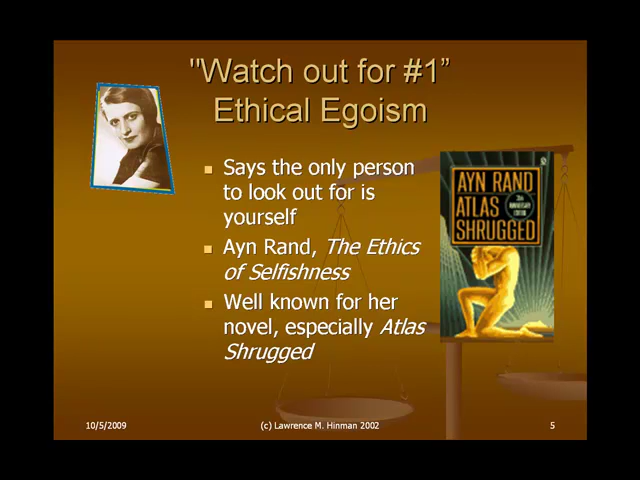 "Watch out for #1”
Ethical Egoism
Says the only person
to look out for is
yourself
Ayn Rand, The Ethics
of Selfishness
Well known for her
novel, especially Atlas
Shrugged
AYN RAND
ATLAS
SHRUGGED
10/5/2009
(c) Lawrence M. Hinman 2002
5